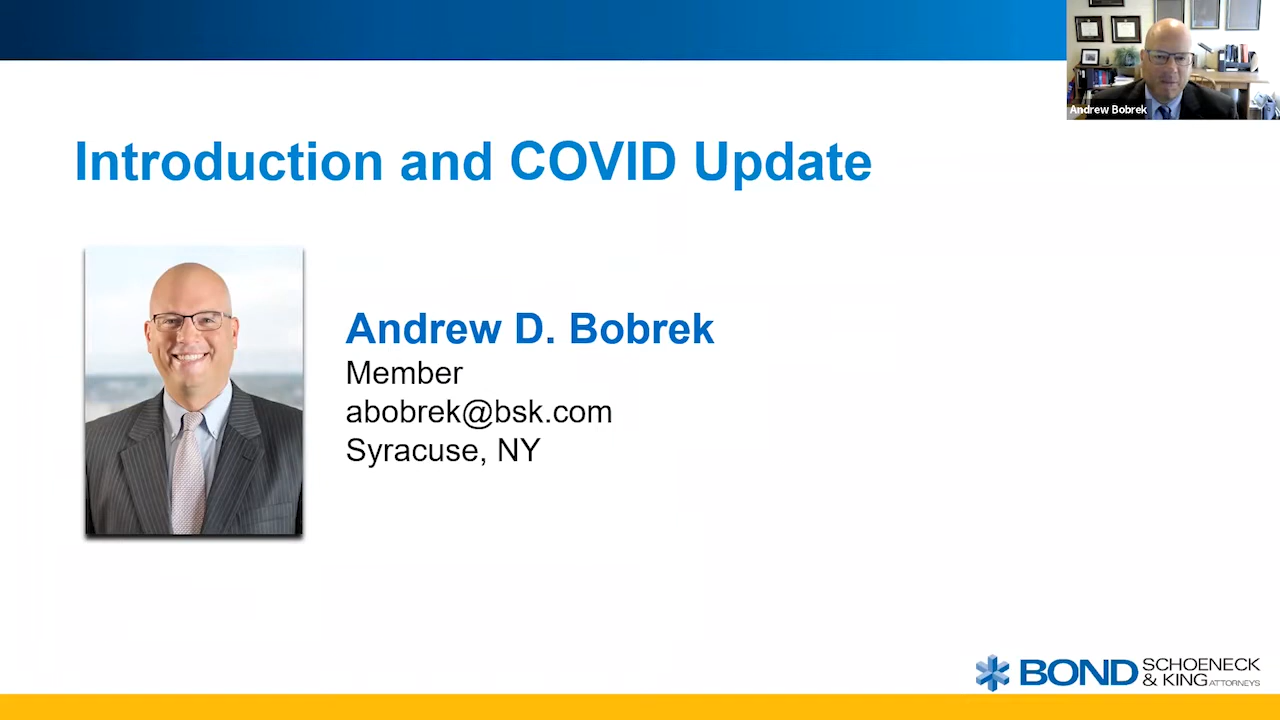 Andrew Bobrek
Introduction and COVID Update
Andrew D. Bobrek
Member
abobrek@bsk.com
Syracuse, NY
BOND SCHOENECK
& KING ATTORNEYS